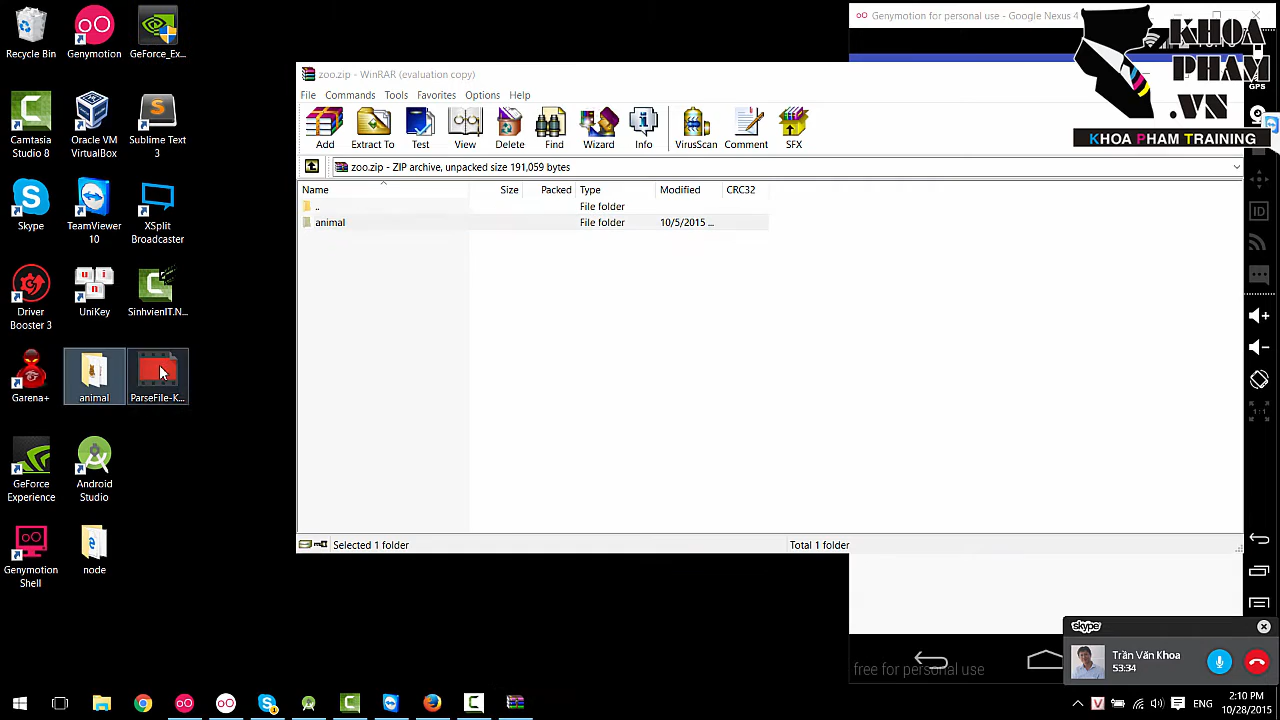 Recycle Bin
Genymotion
GeForce_Ex...
Camtasia Studio 8
Oracle VM VirtualBox
Sublime Text 3
Skype
TeamViewer 10
XSplit Broadcaster
Driver Booster 3
UniKey
SinhvienIT.N...
Garena+
animal
ParseFile-K...
GeForce Experience
Android Studio
Genymotion Shell
node
zoo.zip - WinRAR (evaluation copy)
File Commands Tools Favorites Options Help
Add Extract To Test View Delete Find Wizard Info VirusScan Comment SFX
zoo.zip - ZIP archive, unpacked size 191,059 bytes
Name Size Packed Type Modified CRC32
.. File folder
animal File folder 10/5/2015 ...
Selected 1 folder Total 1 folder
Genymotion for personal use - Google Nexus 4
KHOA
PHAM
.VN
KHOA PHAM TRAINING
GPS
ID
1:1
free for personal use
skype
Trần Văn Khoa
53:34
ENG
2:10 PM
10/28/2015